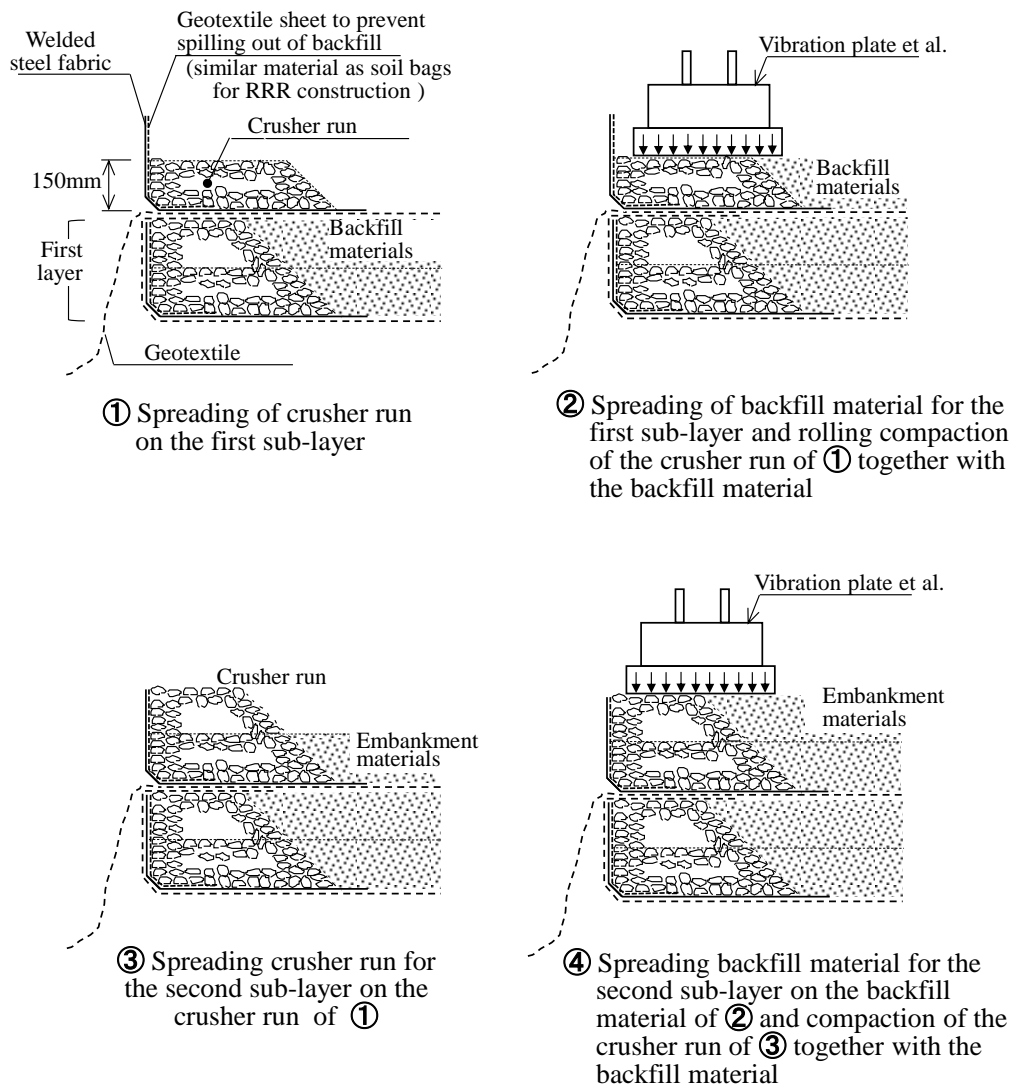 Geotextile sheet to prevent
spilling out of backfill
(similar material as soil bags
for RRR construction )
Welded
steel fabric
Crusher run
150mm
First
layer
Backfill
materials
Geotextile
① Spreading of crusher run
on the first sub-layer
Vibration plate et al.
Backfill
materials
② Spreading of backfill material for the
first sub-layer and rolling compaction
of the crusher run of ① together with
the backfill material
Crusher run
Embankment
materials
③ Spreading crusher run for
the second sub-layer on the
crusher run of ①
Vibration plate et al.
Embankment
materials
④ Spreading backfill material for the
second sub-layer on the backfill
material of ② and compaction of the
crusher run of ③ together with the
backfill material